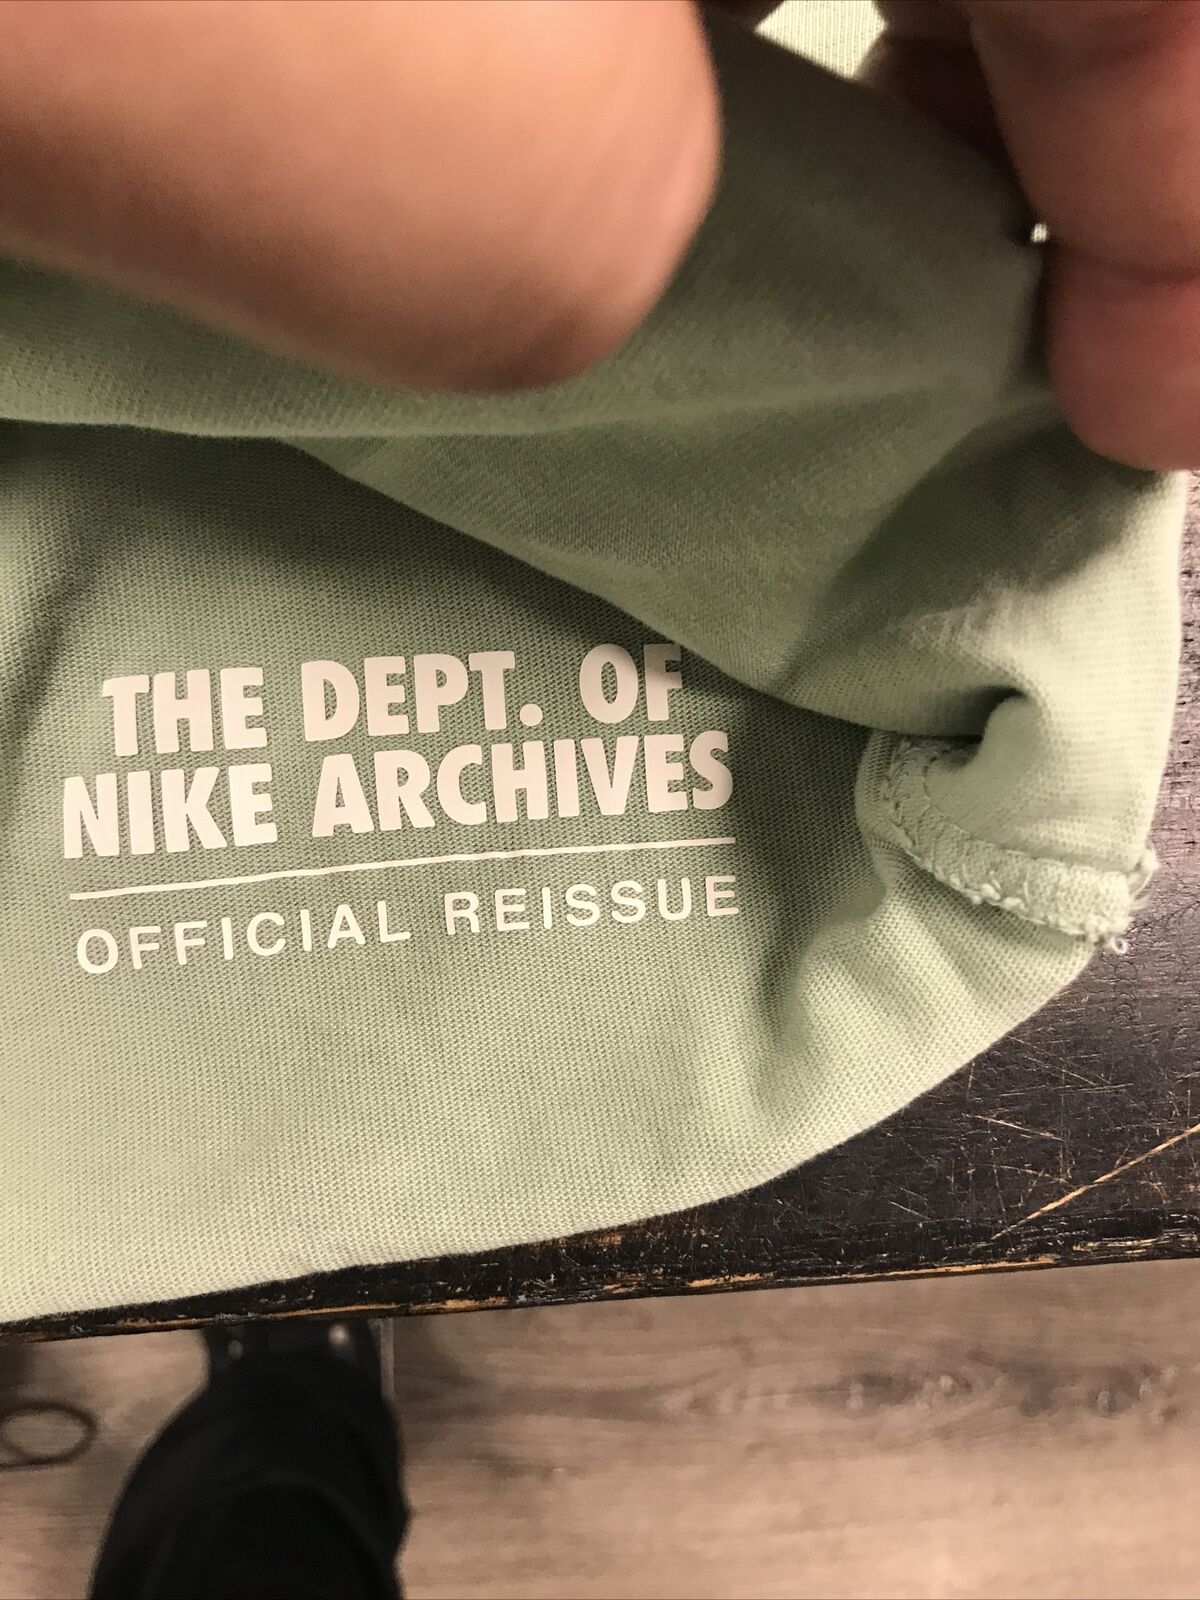 THE DEPT. OF
NIKE ARCHIVES
OFFICIAL REISSUE